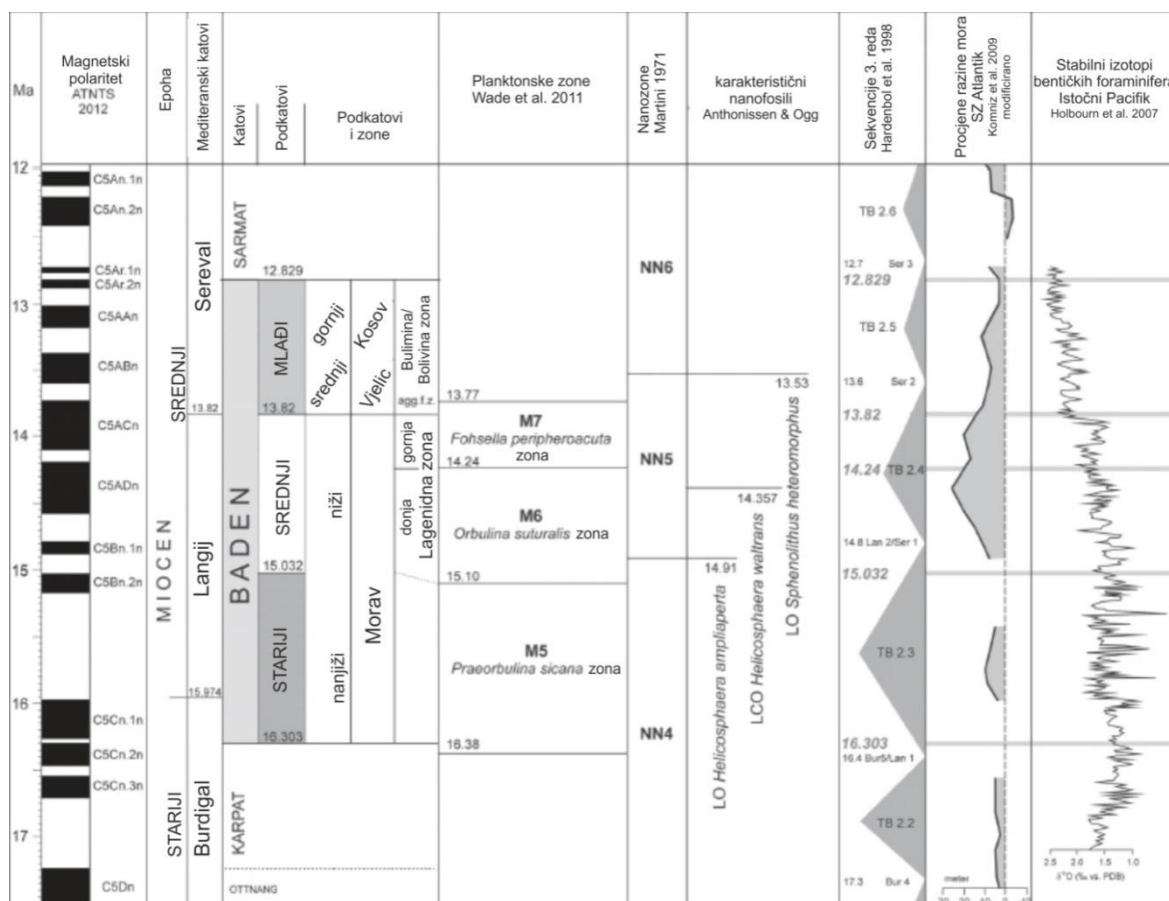 Ma
Magnetski
polaritet
ATNTS
2012
Epoha
Mediteranski katovi
Katovi
Podkatovi
Podkatovi
i zone
Planktonske zone
Wade et al. 2011
Nanozone
Martini 1971
karakteristični
nanofosili
Anthonissen & Ogg
Sekvencije 3. reda
Hardenbol et al. 1998
Procjene razine mora
SZ Atlantik
Komniz et al. 2009
modificirano
Stabilni izotopi
bentičkih foraminifera
Istočni Pacifik
Holbourn et al. 2007
12
13
14
15
16
17
C5An.1n
C5An.2n
C5Ar.1n
C5Ar.2n
C5AAn
C5ABn
C5ACn
C5ADn
C5Bn.1n
C5Bn.2n
C5Cn.1n
C5Cn.2n
C5Cn.3n
C5Dn
MIOCEN
SREDNJI
STARIJI
Sereval
13.82
Langij
15.974
Burdigal
SARMAT
BADEN
KARPAT
OTTNANG
12.829
MLAĐI
13.82
SREDNJI
15.032
STARIJI
16.303
gornji
srednji
niži
nanjiži
Kosov
Vjelic
Morav
Bulimina/
Bolivina zona
agg.f.z.
gornja
donja
Lagenidna zona
13.77
M7
Fohsella peripheroacuta
zona
14.24
M6
Orbulina suturalis zona
15.10
M5
Praeorbulina sicana zona
16.38
NN6
NN5
NN4
13.53
14.357
14.91
LO Helicosphaera ampliaperta
LCO Helicosphaera waltrans
LO Sphenolithus heteromorphus
TB 2.6
12.7 Ser 3
12.829
TB 2.5
13.6 Ser 2
13.82
14.24 TB 2.4
14.8 Lan 2/Ser 1
15.032
TB 2.3
16.303
16.4 Bur5/Lan 1
TB 2.2
17.3 Bur 4
meter
2.5 2.0 1.5 1.0
δ¹⁸O (‰ vs. PDB)